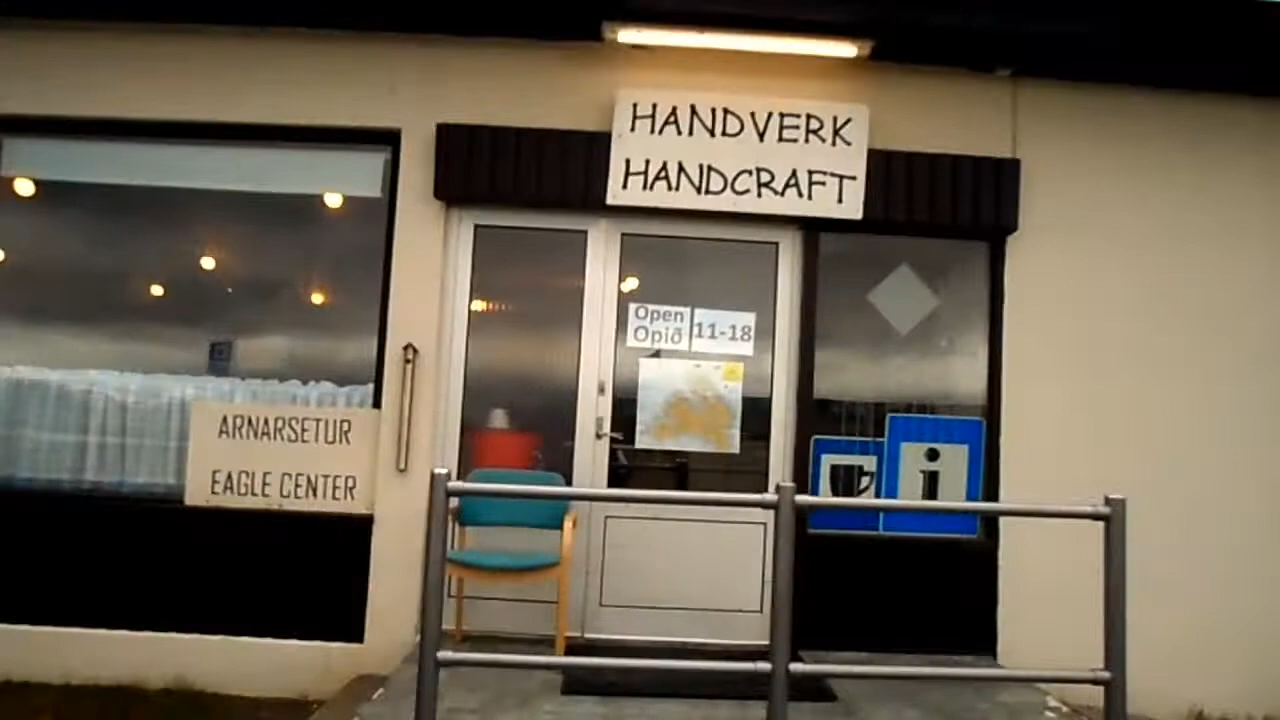 HANDVERK
HANDCRAFT
Open
Opið
11-18
ARNARSETUR
EAGLE CENTER
i